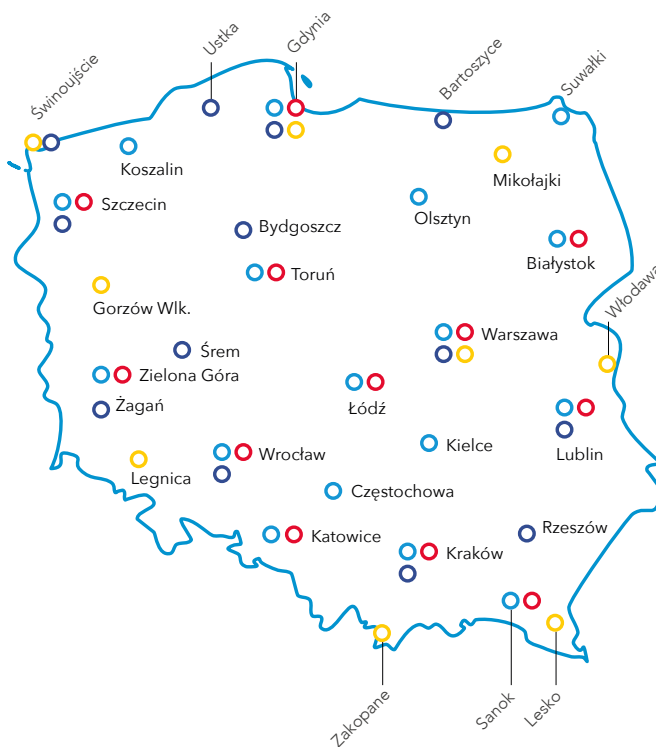 Świnoujście
Ustka
Gdynia
Bartoszyce
Suwałki
Koszalin
Mikołajki
Szczecin
Olsztyn
Bydgoszcz
Białystok
Toruń
Włodawa
Gorzów Wlk.
Warszawa
Śrem
Zielona Góra
Łódź
Żagań
Kielce
Lublin
Wrocław
Legnica
Częstochowa
Rzeszów
Katowice
Kraków
Zakopane
Sanok
Lesko